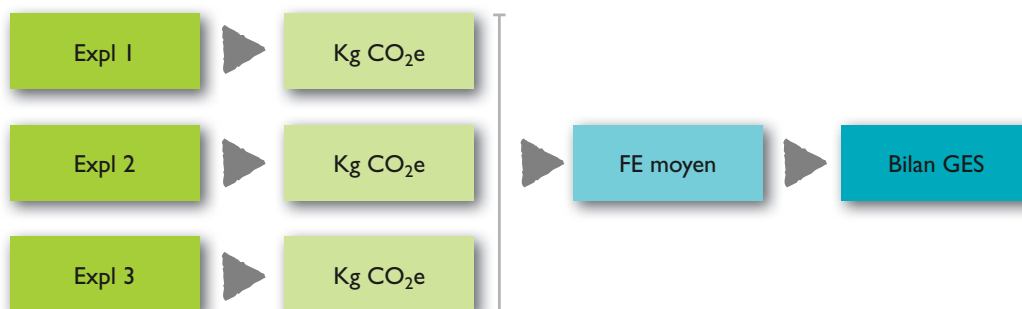 Expl 1
Kg CO₂e
Expl 2
Kg CO₂e
FE moyen
Bilan GES
Expl 3
Kg CO₂e